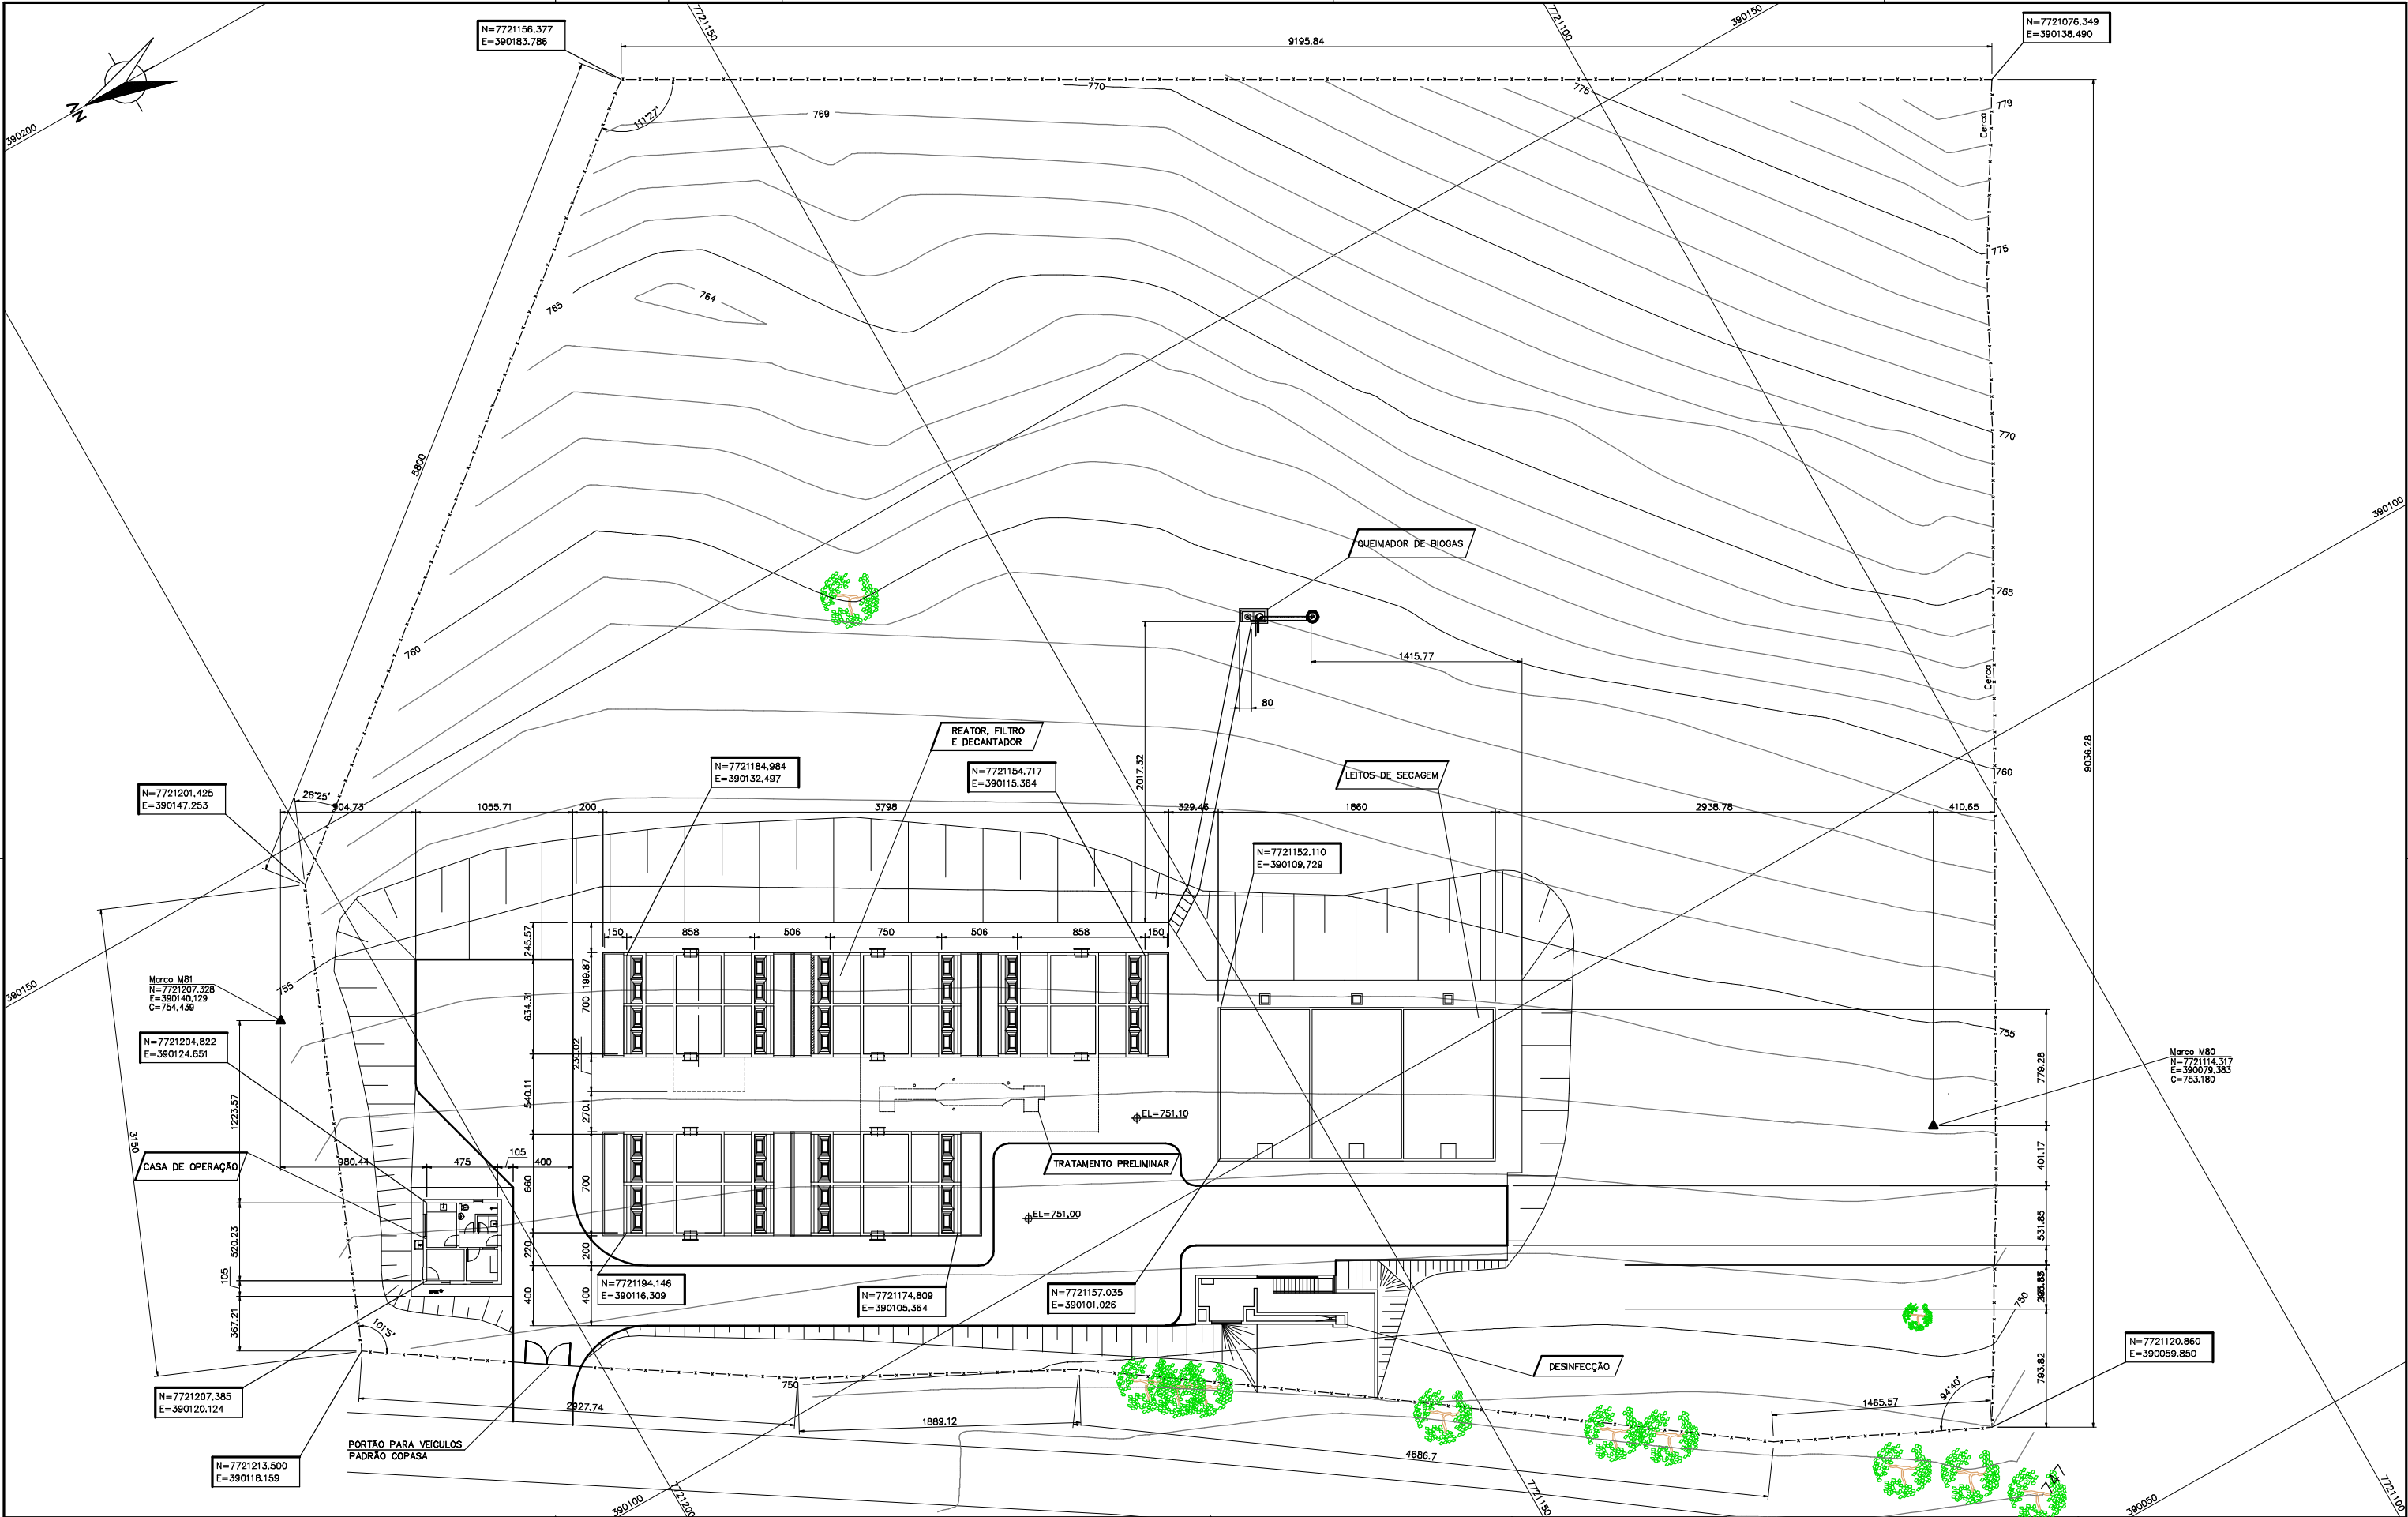 N=7721156,377
E=390183.786
7721150
9195.84
7721100
390150
N=7721076.349
E=390138.490
N
390200
111°27'
770
769
775
779
Cerca
775
764
765
5800
770
390100
QUEIMADOR DE BIOGAS
765
760
1415.77
Cerca
80
2017.32
9036.28
REATOR, FILTRO
E DECANTADOR
N=7721184,984
E=390132,497
N=7721154.717
E=390115.364
LEITOS DE SECAGEM
760
N=7721201.425
E=390147.253
28°25'
904.73
1055.71
200
3798
329.46
1860
2938.78
410.65
N=7721152.110
E=390109.729
245.57
150
858
506
750
506
858
150
199.87
634.31
700
390150
Marco M81
N=7721207,328
E=390140,129
C=754,439
755
755
230.02
N=7721204,822
E=390124.651
Marco M80
N=7721114.317
E=390079,383
C=753.180
779.28
540.11
270.1
1223.57
EL=751,10
3150
CASA DE OPERAÇÃO
980.44
475
105
400
660
700
TRATAMENTO PRELIMINAR
401.17
EL=751,00
520.23
220
200
531.85
105
N=7721194.146
E=390116,309
N=7721174,809
E=390105,364
N=7721157.035
E=390101.026
400
400
367.21
750
101°5'
N=7721120.860
E=390059.850
DESINFECÇÃO
793.82
750
94°40'
N=7721207.385
E=390120.124
2927.74
1889.12
1465.57
PORTÃO PARA VEÍCULOS
PADRÃO COPASA
4686.7
N=7721213,500
E=390118.159
747
390100
7721200
7721150
390050
7721100